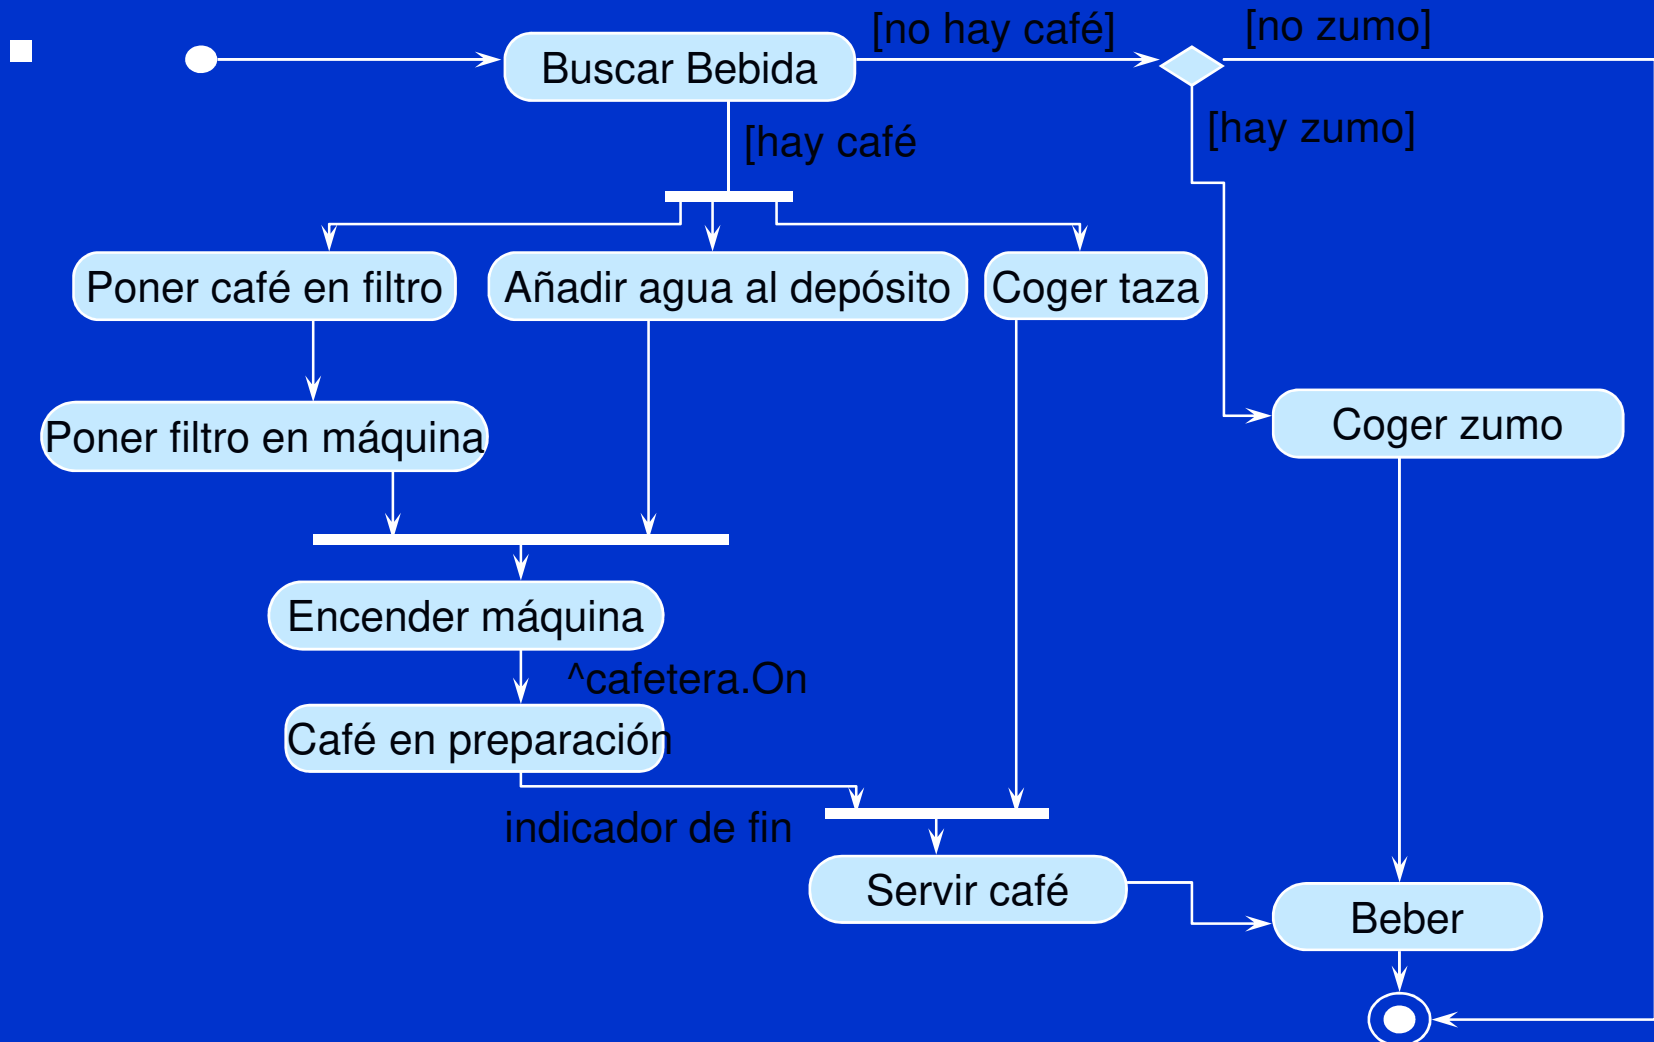 [no hay café]
[no zumo]
Buscar Bebida
[hay café
[hay zumo]
Poner café en filtro
Añadir agua al depósito
Coger taza
Poner filtro en máquina
Coger zumo
Encender máquina
^cafetera.On
Café en preparación
indicador de fin
Servir café
Beber